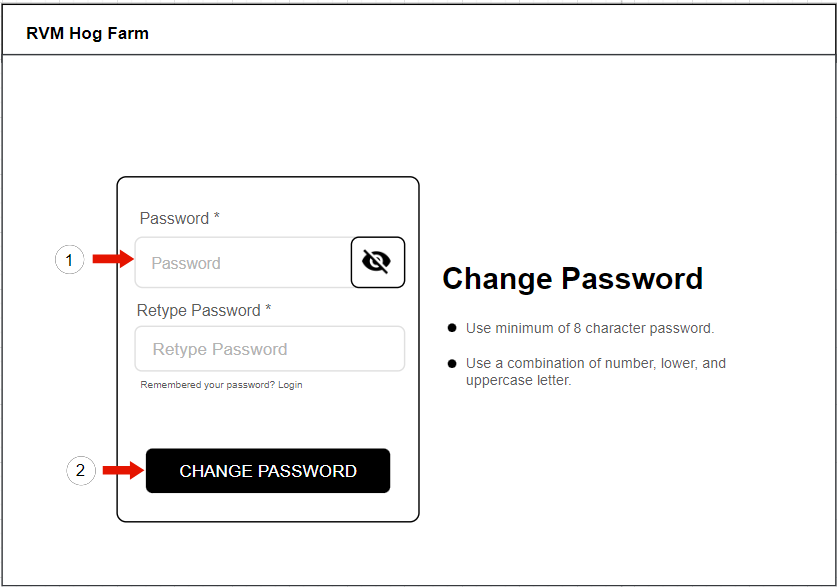 RVM Hog Farm
Password *
1
Password
Retype Password *
Retype Password
Remembered your password? Login
2
CHANGE PASSWORD
Change Password
Use minimum of 8 character password.
Use a combination of number, lower, and
uppercase letter.